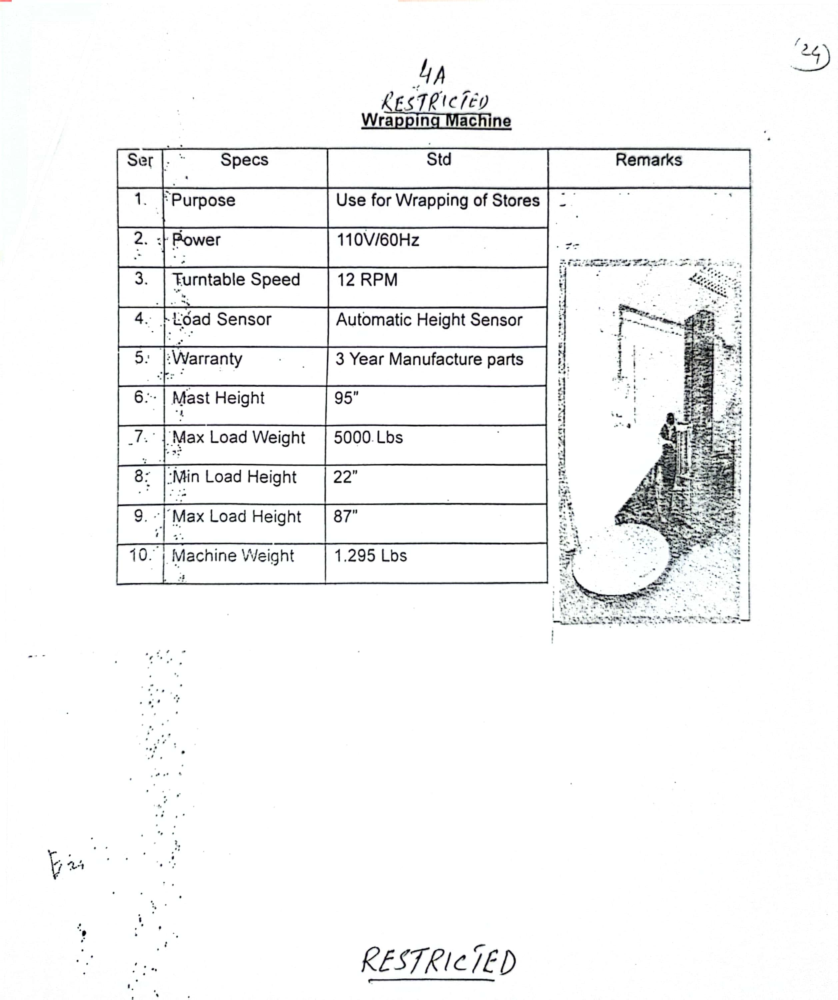 (24)
4A
RESTRICTED
Wrapping Machine
Ser Specs Std Remarks
1. Purpose Use for Wrapping of Stores
2. Power 110V/60Hz
3. Turntable Speed 12 RPM
4. Load Sensor Automatic Height Sensor
5. Warranty 3 Year Manufacture parts
6. Mast Height 95"
7. Max Load Weight 5000 Lbs
8. Min Load Height 22"
9. Max Load Height 87"
10. Machine Weight 1.295 Lbs
RESTRICTED